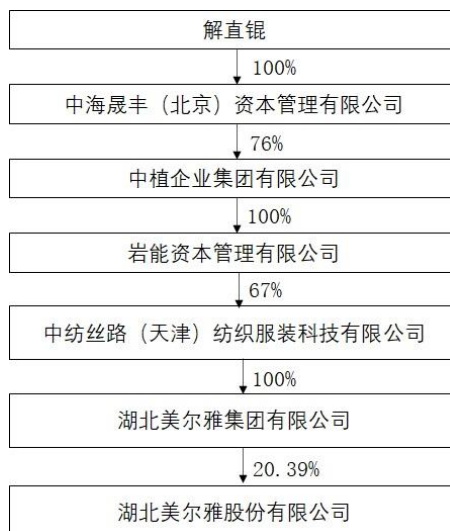 解直锟
100%
中海晟丰（北京）资本管理有限公司
76%
中植企业集团有限公司
100%
岩能资本管理有限公司
67%
中纺丝路（天津）纺织服装科技有限公司
100%
湖北美尔雅集团有限公司
20.39%
湖北美尔雅股份有限公司